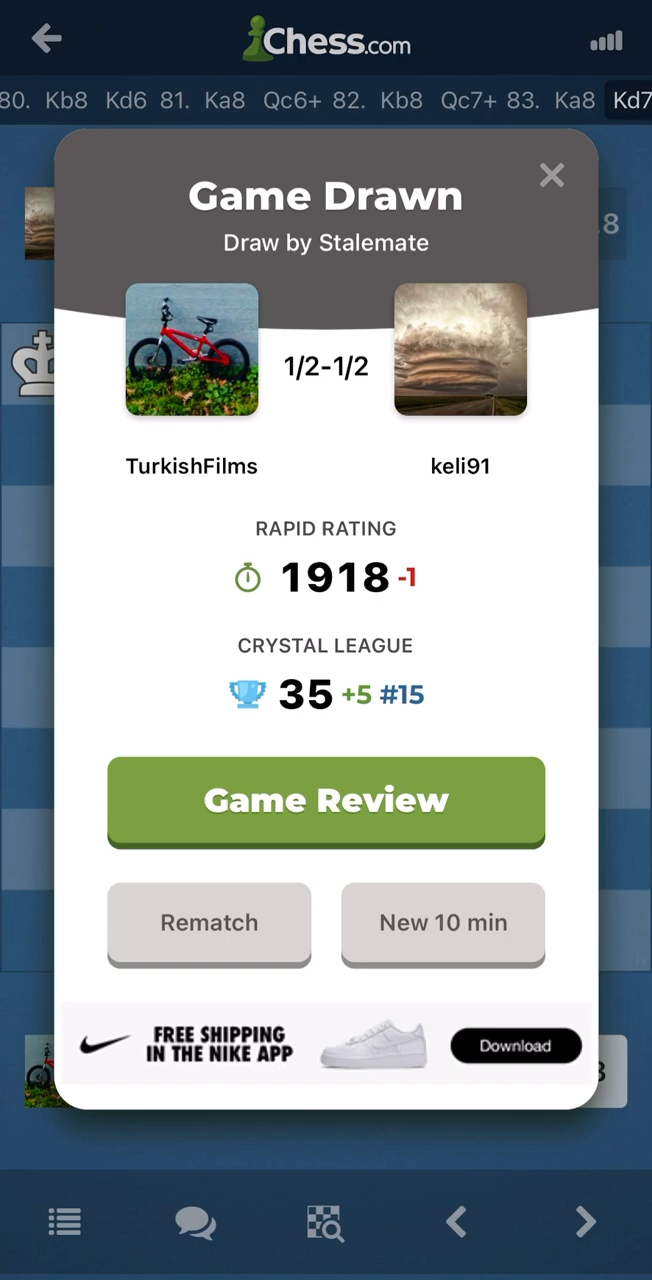 Chess.com
80. Kb8 Kd6 81. Ka8 Qc6+ 82. Kb8 Qc7+ 83. Ka8 Kd7
Game Drawn
Draw by Stalemate
1/2-1/2
TurkishFilms keli91
RAPID RATING
1918 -1
CRYSTAL LEAGUE
35 +5 #15
Game Review
Rematch New 10 min
FREE SHIPPING
IN THE NIKE APP
Download